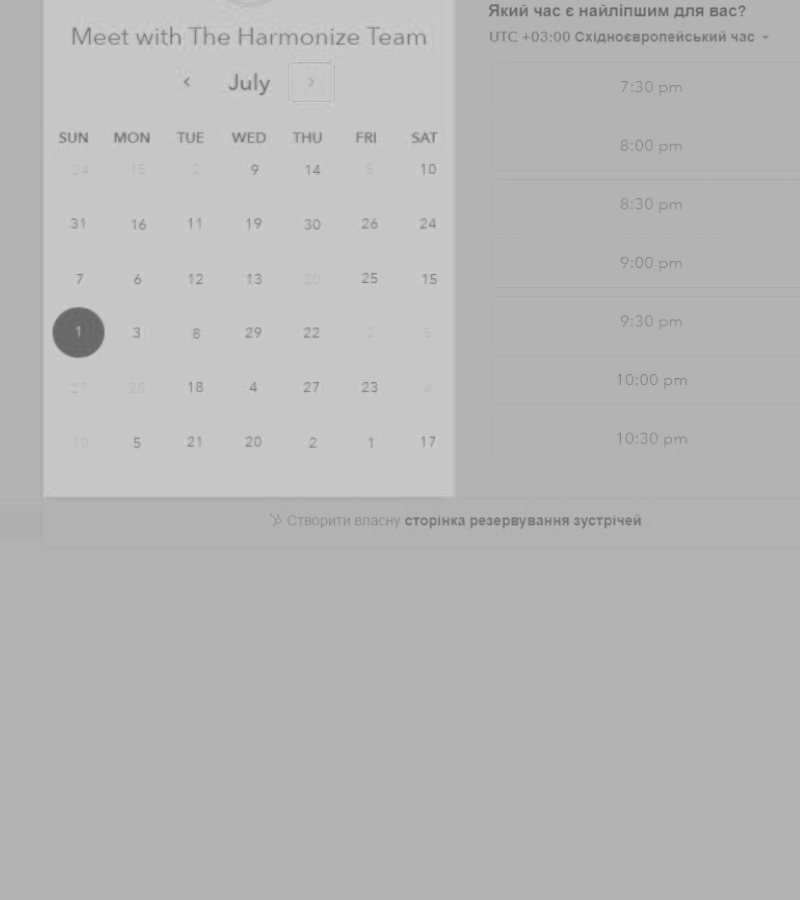 Meet with The Harmonize Team
July
SUN MON TUE WED THU FRI SAT
24 15 2 9 14 5 10
31 16 11 19 30 26 24
7 6 12 13 20 25 15
1 3 8 29 22 2
27 18 4 27 23 4
10 5 21 20 2 1 17
Який час є найліпшим для вас?
UTC +03:00 Східноєвропейський час
7:30 pm
8:00 pm
8:30 pm
9:00 pm
9:30 pm
10:00 pm
10:30 pm
Створити власну сторінка резервування зустрічей